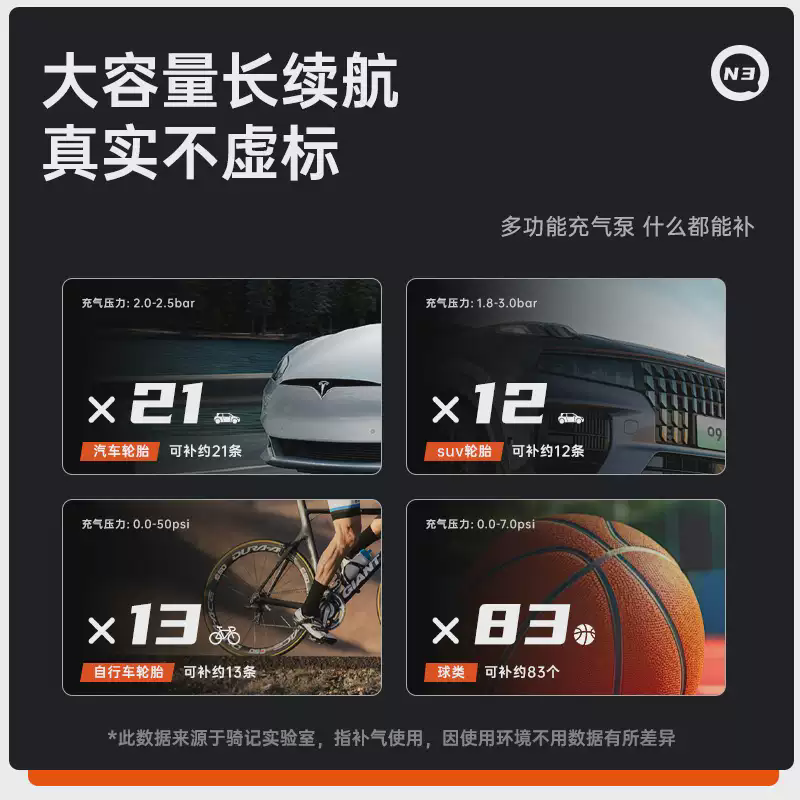 大容量长续航
真实不虚标
N3
多功能充气泵 什么都能补
充气压力: 2.0-2.5bar
×21
汽车轮胎 可补约21条
充气压力: 1.8-3.0bar
×12
09
suv轮胎 可补约12条
充气压力: 0.0-50psi
DURA-A
GIANT
×13
自行车轮胎 可补约13条
充气压力: 0.0-7.0psi
×83
球类 可补约83个
*此数据来源于骑记实验室，指补气使用，因使用环境不用数据有所差异